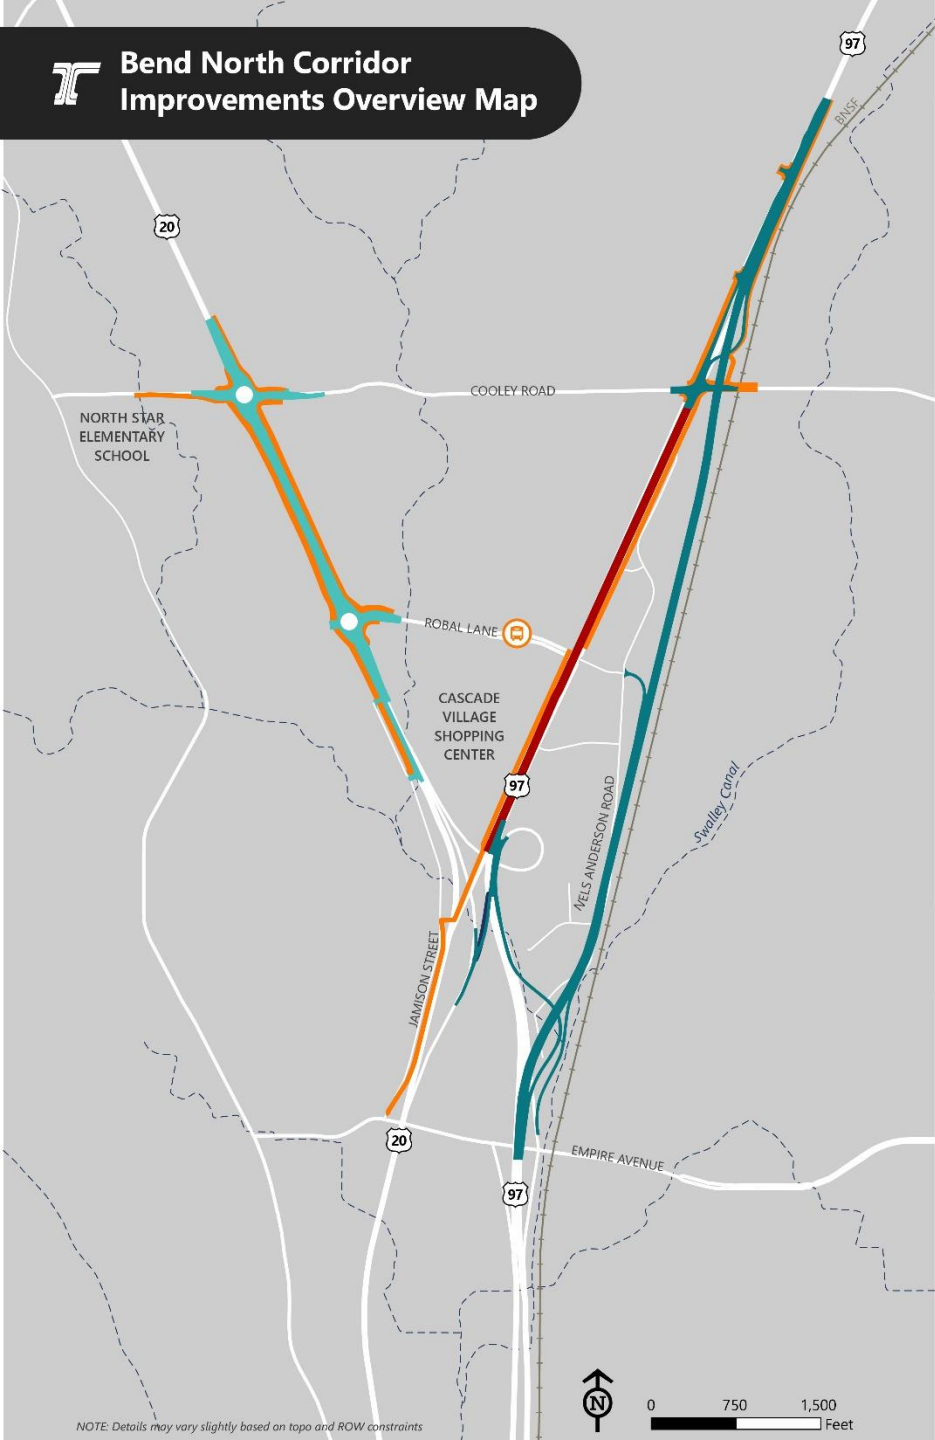 Bend North Corridor
Improvements Overview Map
97
BNSF
20
COOLEY ROAD
NORTH STAR
ELEMENTARY
SCHOOL
ROBAL LANE
CASCADE
VILLAGE
SHOPPING
CENTER
97
NELS ANDERSON ROAD
Swalley Canal
JAMISON STREET
20
EMPIRE AVENUE
97
N
0 750 1,500
Feet
NOTE: Details may vary slightly based on topo and ROW constraints